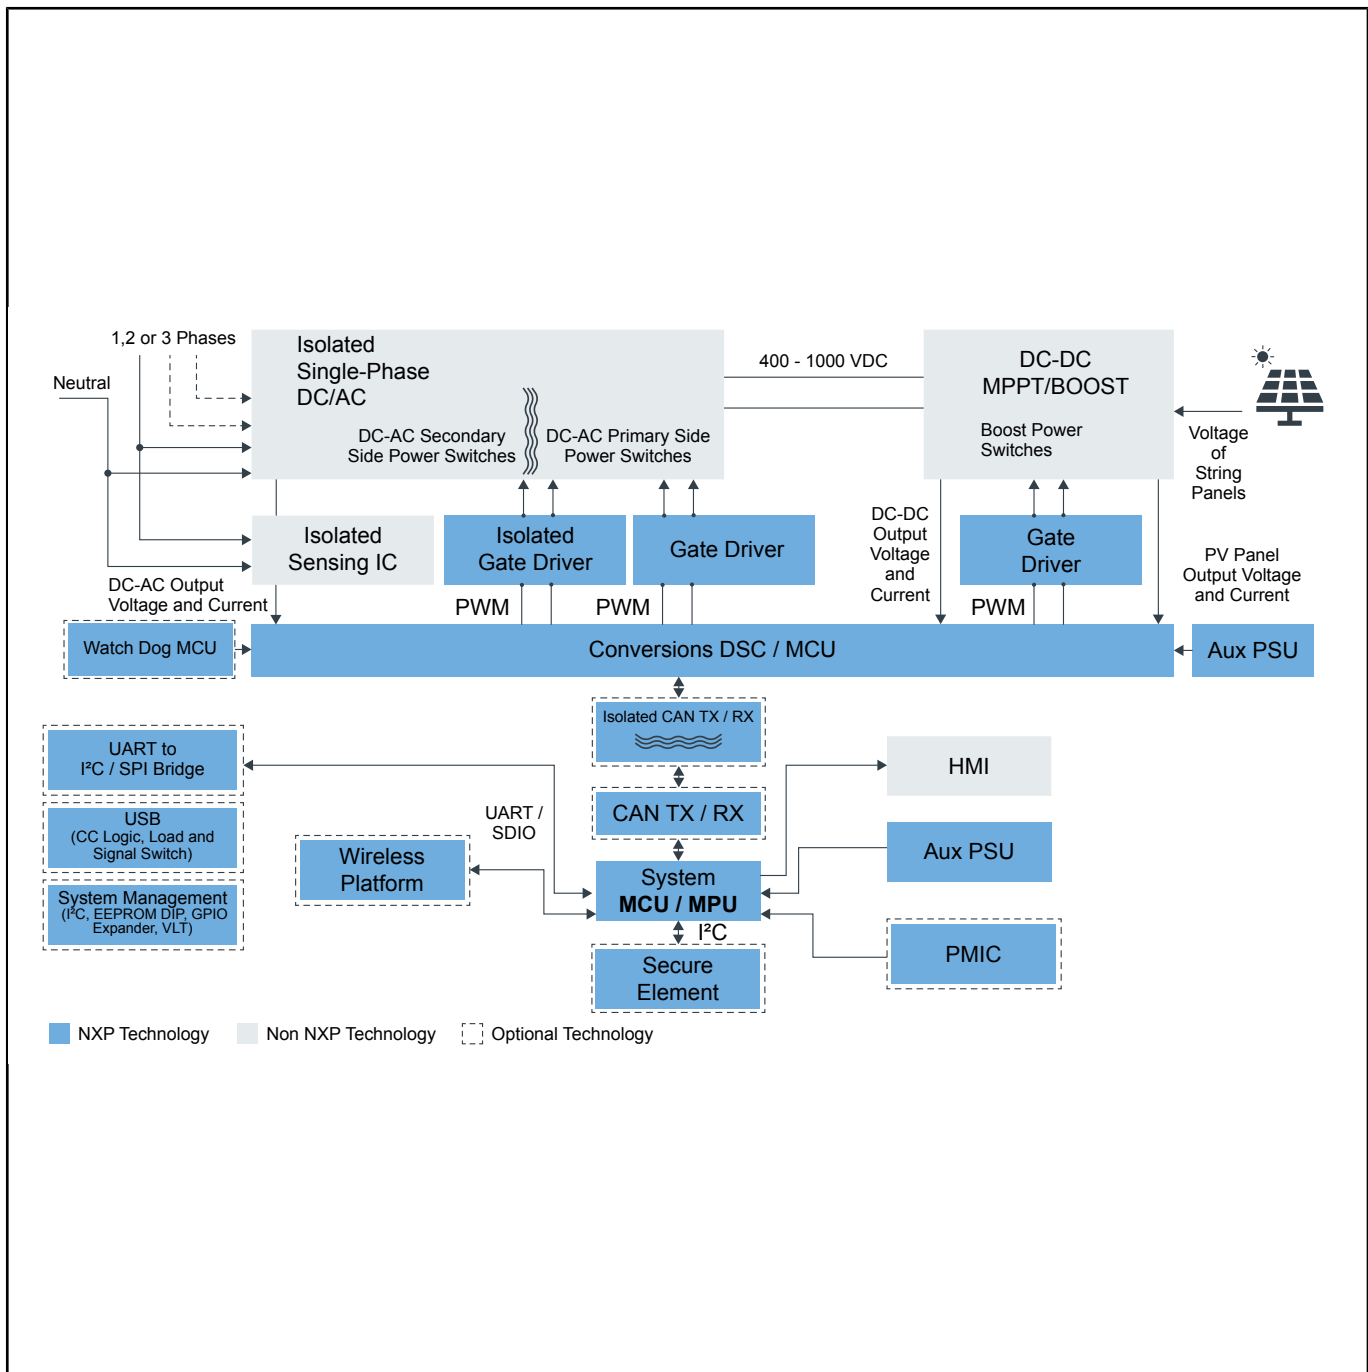 1,2 or 3 Phases
Neutral
Isolated
Single-Phase
DC/AC
DC-AC Secondary
Side Power Switches
DC-AC Primary Side
Power Switches
400 - 1000 VDC
DC-DC
MPPT/BOOST
Boost Power
Switches
Voltage
of
String
Panels
Isolated
Sensing IC
Isolated
Gate Driver
Gate Driver
DC-DC
Output
Voltage
and
Current
Gate
Driver
PV Panel
Output Voltage
and Current
DC-AC Output
Voltage and Current
PWM
PWM
PWM
Watch Dog MCU
Conversions DSC / MCU
Aux PSU
Isolated CAN TX / RX
UART to
I²C / SPI Bridge
HMI
USB
(CC Logic, Load and
Signal Switch)
UART /
SDIO
CAN TX / RX
Aux PSU
Wireless
Platform
System
MCU / MPU
System Management
(I²C, EEPROM DIP, GPIO
Expander, VLT)
I²C
PMIC
Secure
Element
NXP Technology
Non NXP Technology
Optional Technology